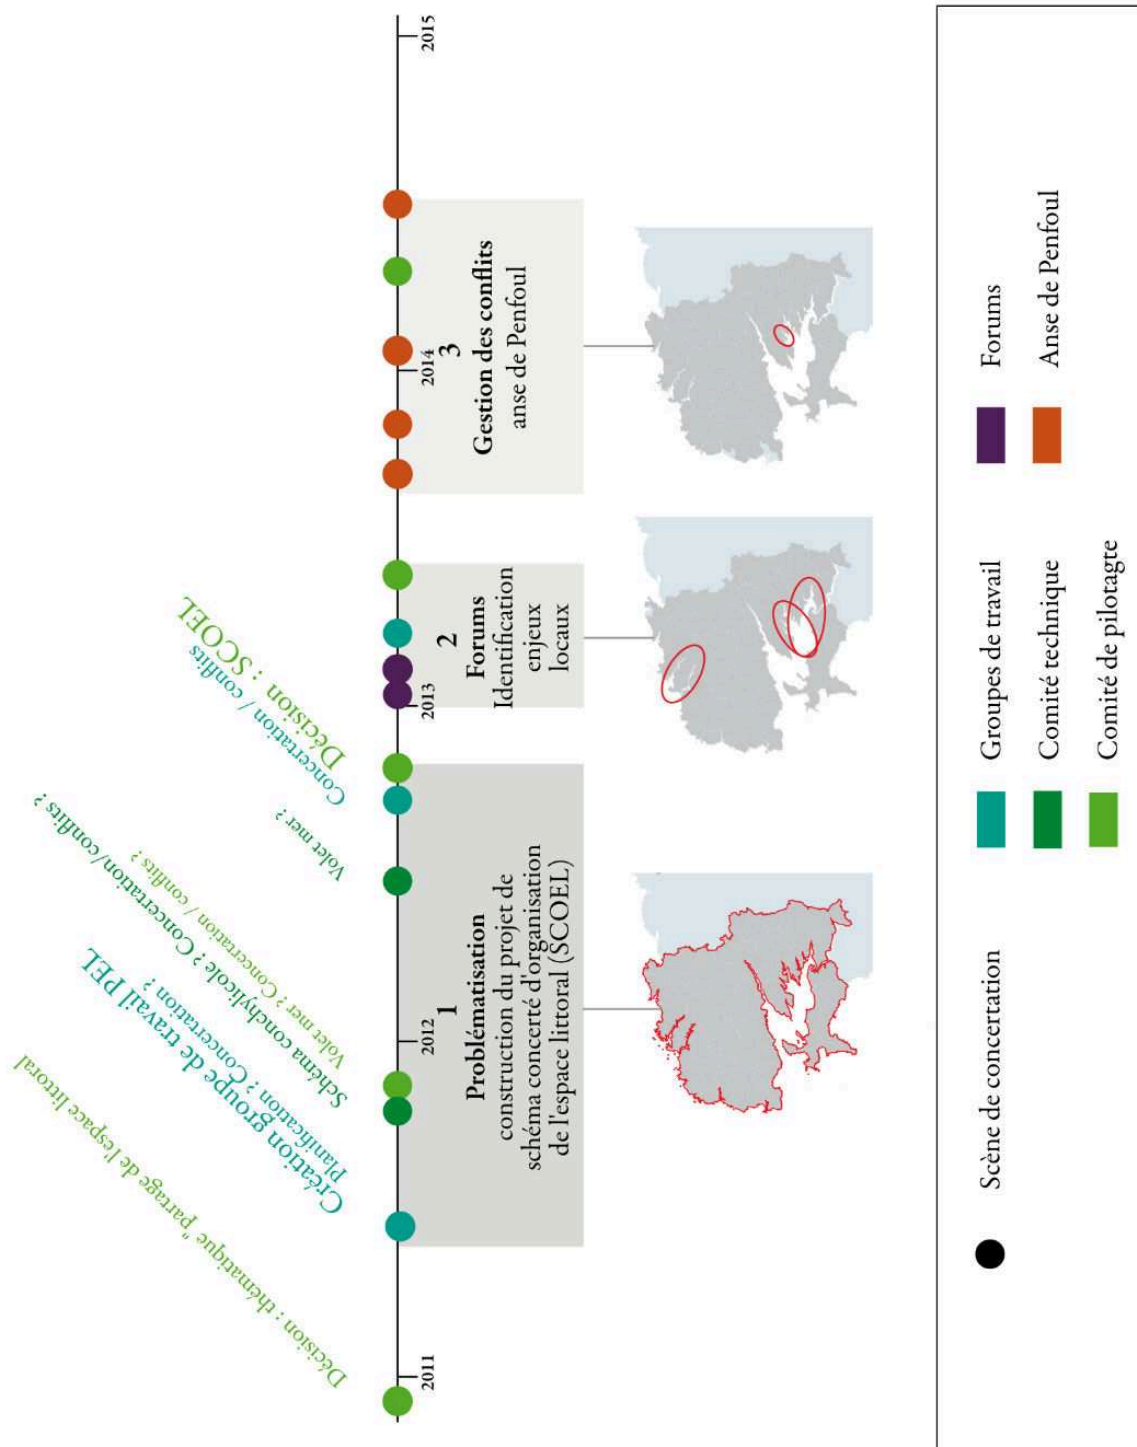 Décision : thématique "partage de l'espace littoral
Création groupe de travail PEL
Planification ? Concertation ?
Schéma conchylicole ? Concertation/conflits ?
Volet mer ? Concertation / conflits ?
Volet mer ?
Concertation / conflits
Décision : SCOEL
2011
2012
2013
2014
2015
1
Problématisation
construction du projet de
schéma concerté d'organisation
de l'espace littoral (SCOEL)
2
Forums
Identification
enjeux
locaux
3
Gestion des conflits
anse de Penfoul
Scène de concertation
Groupes de travail
Comité technique
Comité de pilotagte
Forums
Anse de Penfoul